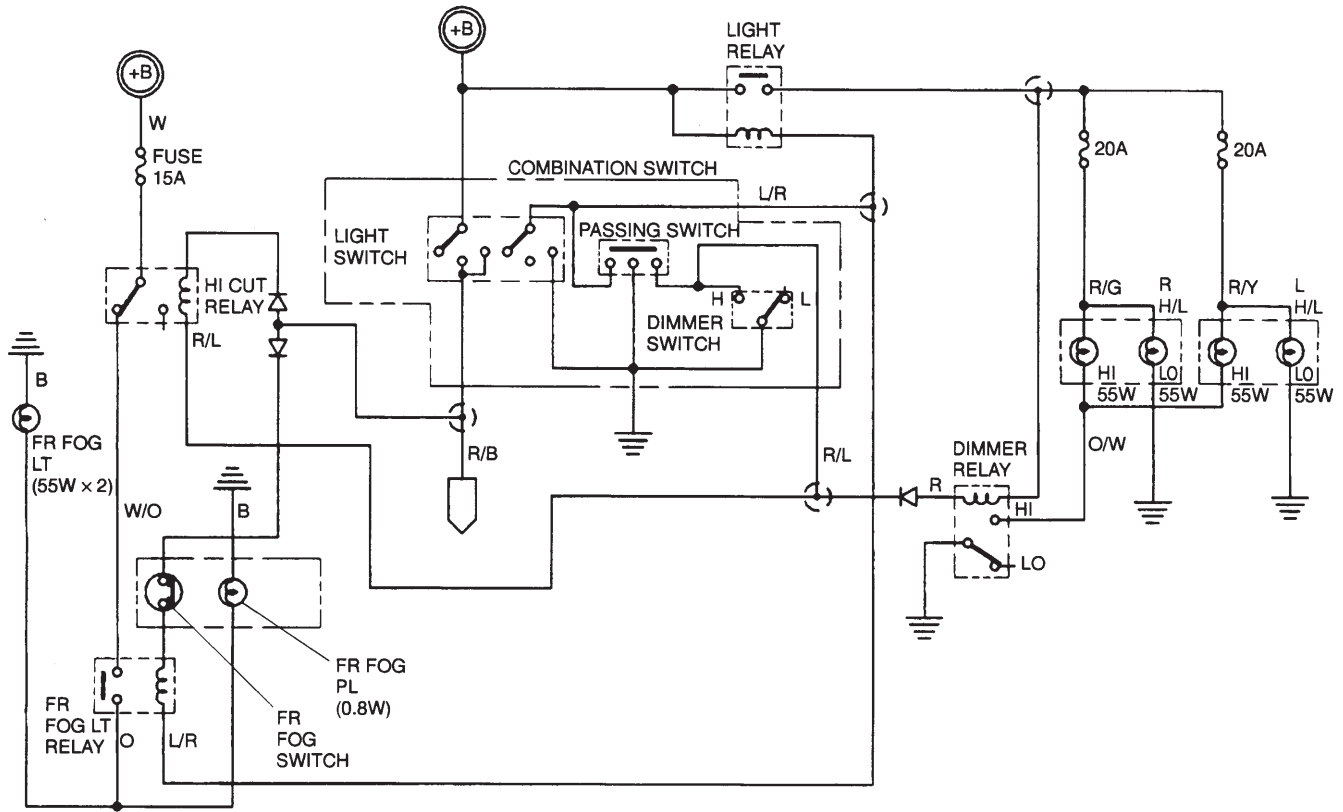 +B
LIGHT
RELAY
+B
W
FUSE
15A
20A
20A
COMBINATION SWITCH
L/R
LIGHT
SWITCH
PASSING SWITCH
HI CUT
RELAY
R/L
H
L
DIMMER
SWITCH
R/G
R
H/L
R/Y
L
H/L
HI
55W
LO
55W
HI
55W
LO
55W
B
FR FOG
LT
(55W × 2)
R/B
R/L
O/W
DIMMER
RELAY
R
HI
LO
W/O
B
FR FOG
PL
(0.8W)
FR
FOG
SWITCH
FR
FOG LT
RELAY
O
L/R